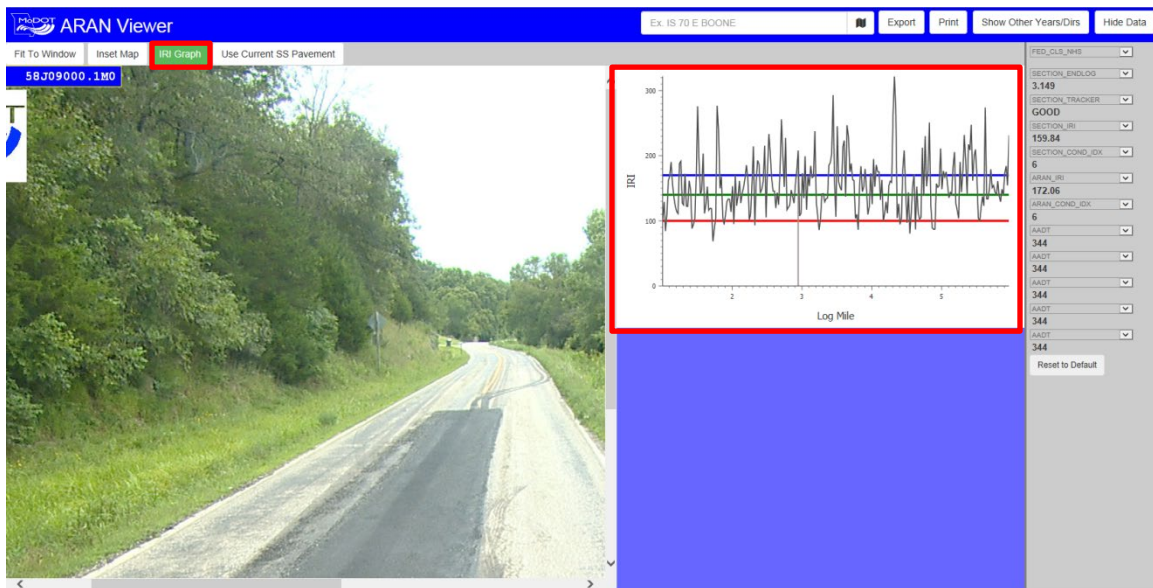 MoDOT ARAN Viewer
Ex. IS 70 E BOONE
Export
Print
Show Other Years/Dirs
Hide Data
Fit To Window
Inset Map
IRI Graph
Use Current SS Pavement
58J09000.1M0
T
300
200
100
0
IRI
2
3
4
5
Log Mile
FED_CLS_NHS
SECTION_ENDLOG
3.149
SECTION_TRACKER
GOOD
SECTION_IRI
159.84
SECTION_COND_IDX
6
ARAN_IRI
172.06
ARAN_COND_IDX
6
AADT
344
AADT
344
AADT
344
AADT
344
AADT
344
Reset to Default